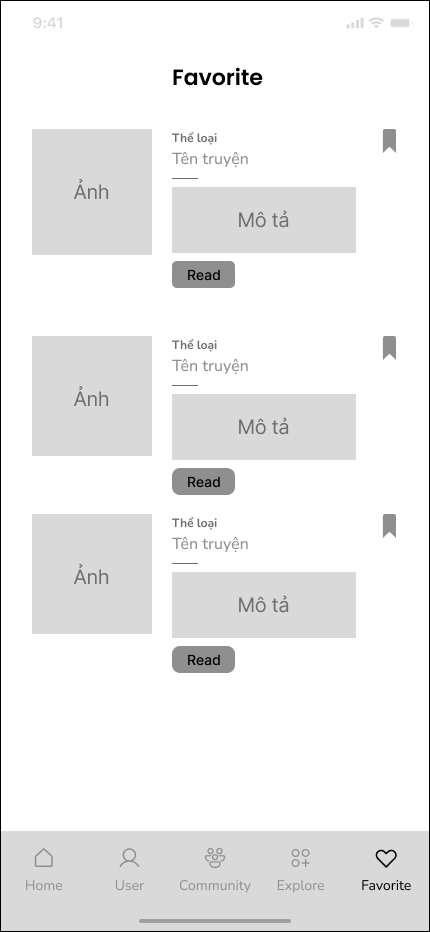 9:41
Favorite
Thể loại
Tên truyện
Ảnh
Mô tả
Read
Thể loại
Tên truyện
Ảnh
Mô tả
Read
Thể loại
Tên truyện
Ảnh
Mô tả
Read
Home User Community Explore Favorite